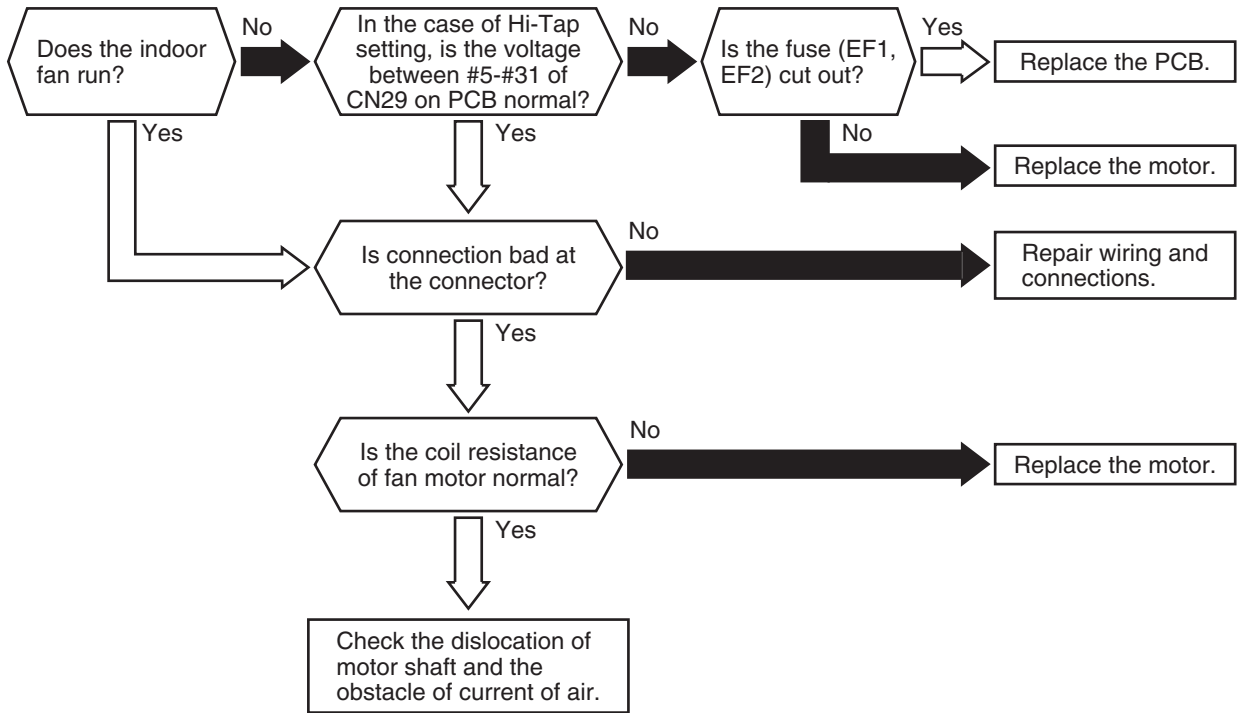 Does the indoor
fan run?
No
In the case of Hi-Tap
setting, is the voltage
between #5-#31 of
CN29 on PCB normal?
No
Is the fuse (EF1,
EF2) cut out?
Yes
Replace the PCB.
Yes
Yes
No
Replace the motor.
Is connection bad at
the connector?
No
Repair wiring and
connections.
Yes
Is the coil resistance
of fan motor normal?
No
Replace the motor.
Yes
Check the dislocation of
motor shaft and the
obstacle of current of air.